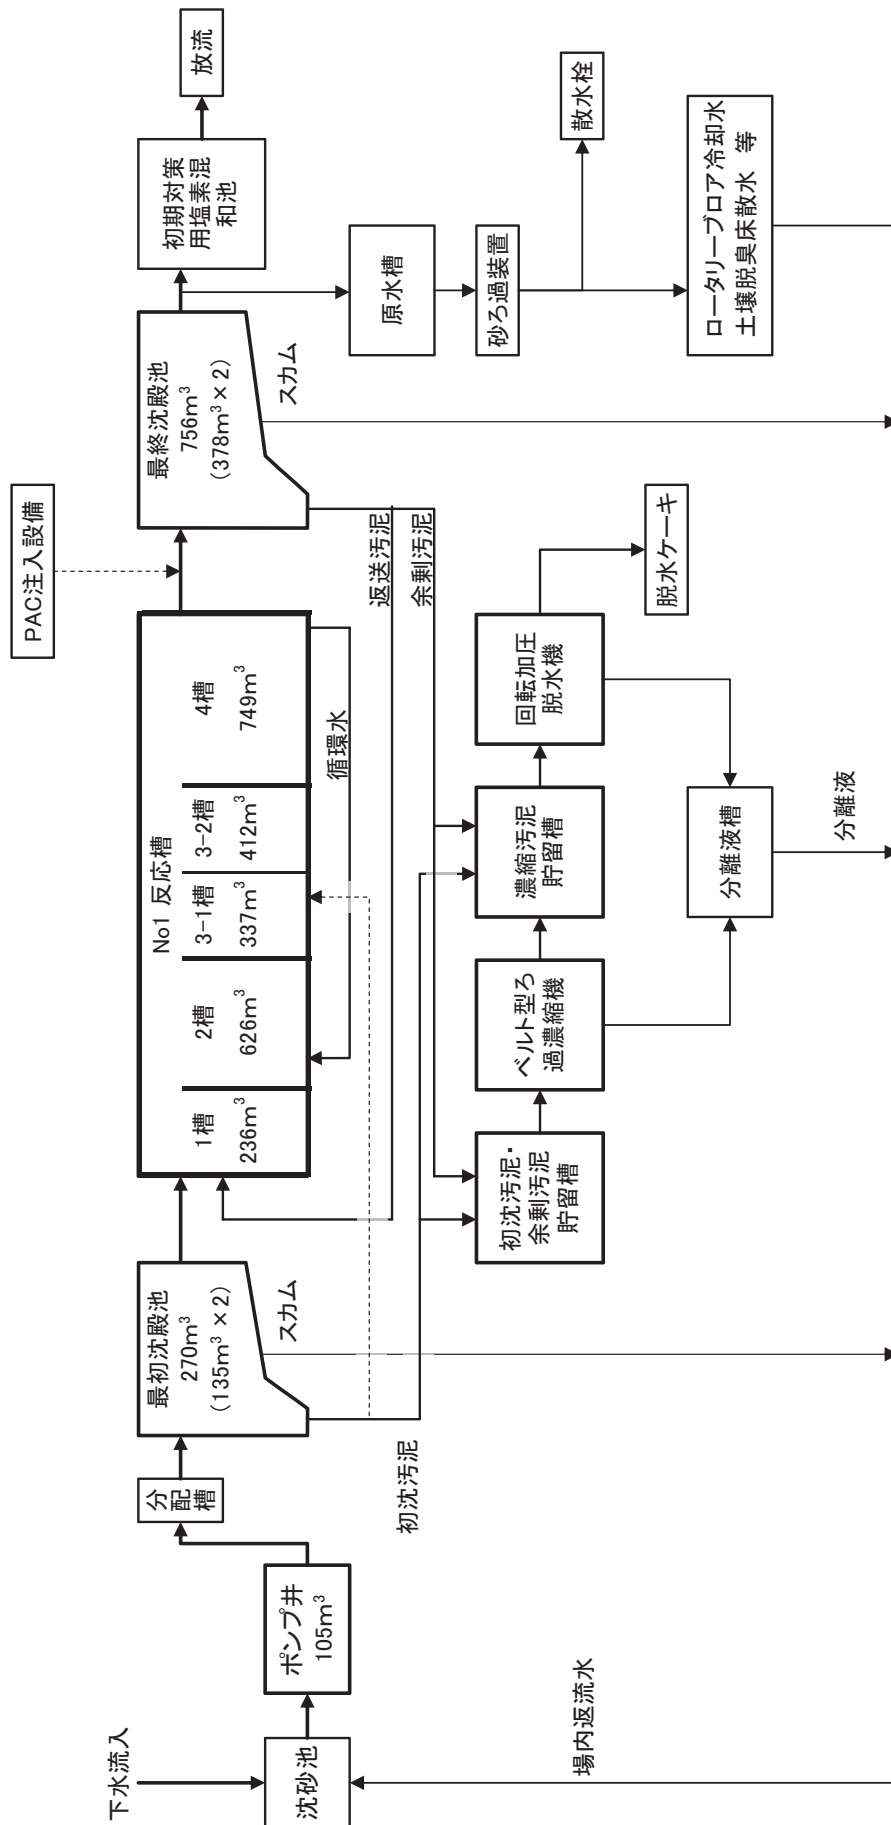 下水流入
沈砂池
場内返流水
ポンプ井
105m³
分
配
槽
最初沈殿池
270m³
(135m³×2)
スカム
初沈汚泥
No1 反応槽
1槽
236m³
2槽
626m³
3-1槽
337m³
3-2槽
412m³
4槽
749m³
循環水
PAC注入設備
返送汚泥
余剰汚泥
最終沈殿池
756m³
(378m³×2)
スカム
初期対策
用塩素混
和池
放流
原水槽
砂ろ過装置
散水栓
ロータリーブロア冷却水
土壌脱臭床散水 等
初沈汚泥・
余剰汚泥
貯留槽
ベルト型ろ
過濃縮機
濃縮汚泥
貯留槽
回転加圧
脱水機
脱水ケーキ
分離液槽
分離液